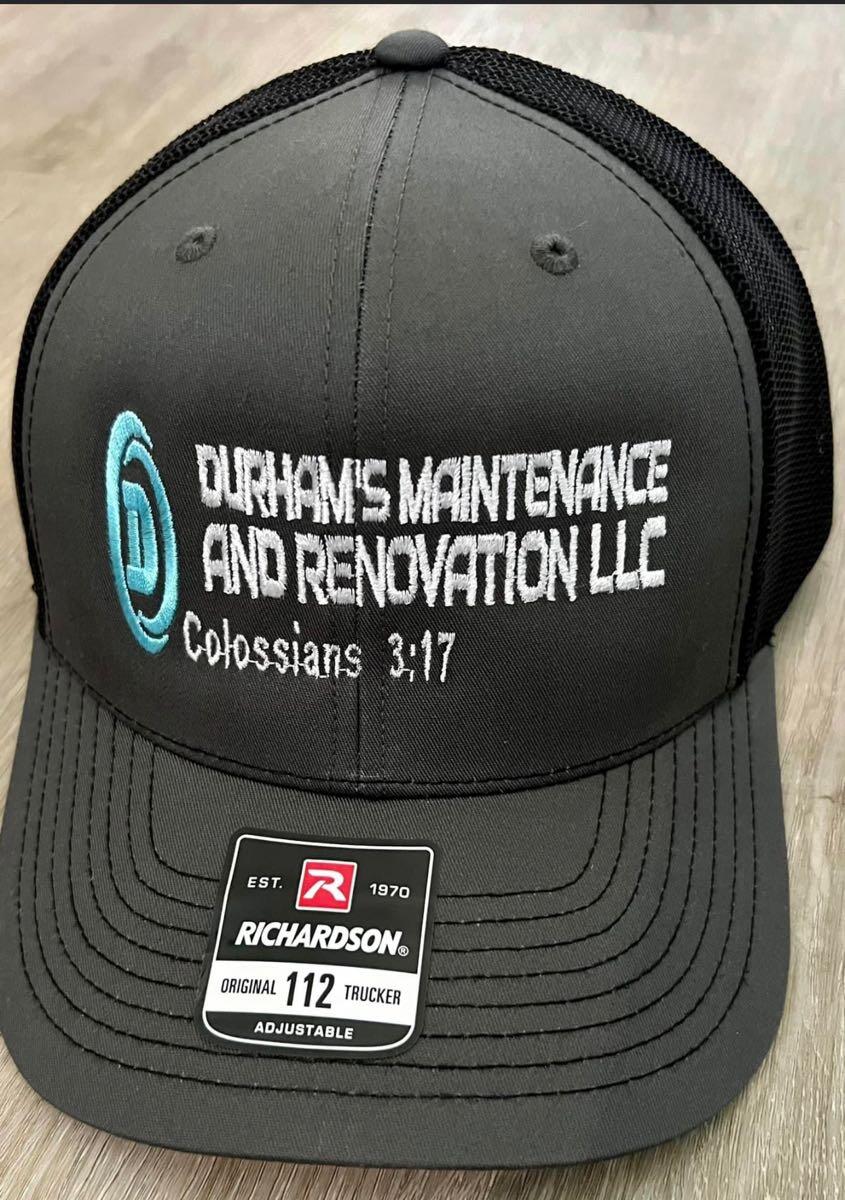 D
DURHAM'S MAINTENANCE
AND RENOVATION LLC
Colossians 3:17
EST. R 1970
RICHARDSON®
ORIGINAL 112 TRUCKER
ADJUSTABLE